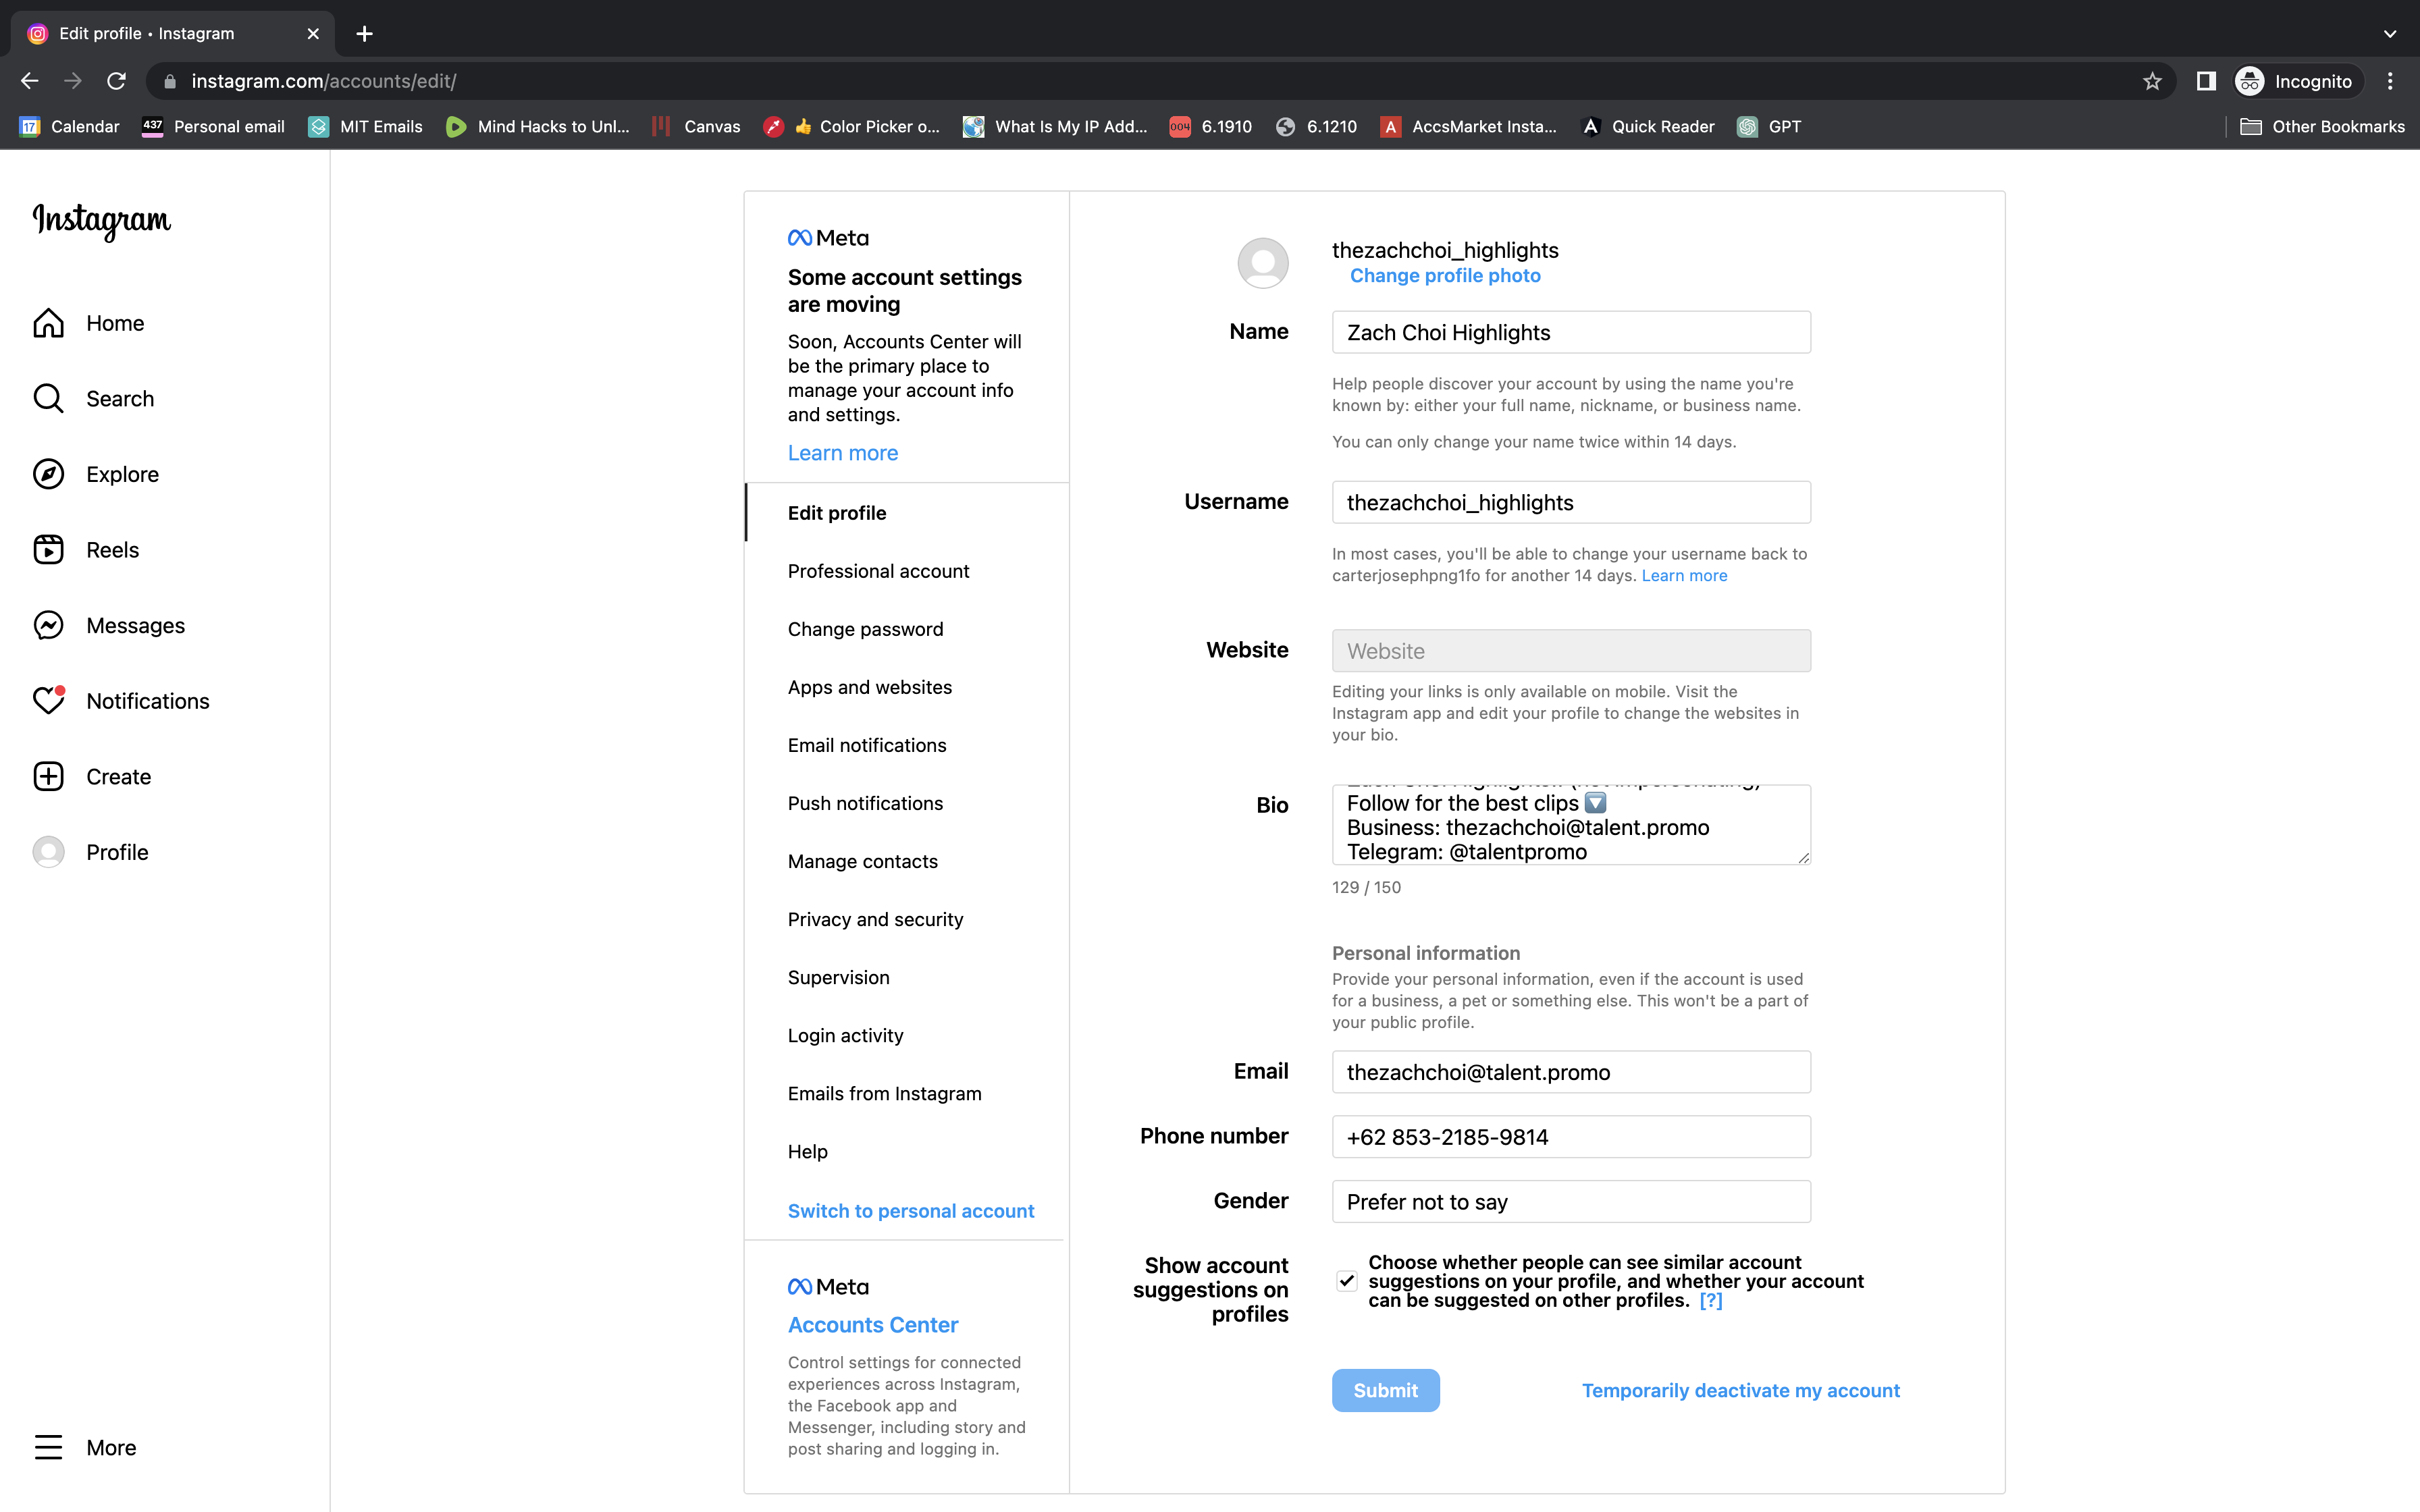 Edit profile • Instagram
instagram.com/accounts/edit/
Incognito
17 Calendar
437 Personal email
MIT Emails
Mind Hacks to Unl...
Canvas
👍 Color Picker o...
What Is My IP Add...
004 6.1910
6.1210
A AccsMarket Insta...
A Quick Reader
GPT
Other Bookmarks
Instagram
Home
Search
Explore
Reels
Messages
Notifications
Create
Profile
More
Meta
Some account settings
are moving
Soon, Accounts Center will
be the primary place to
manage your account info
and settings.
Learn more
Edit profile
Professional account
Change password
Apps and websites
Email notifications
Push notifications
Manage contacts
Privacy and security
Supervision
Login activity
Emails from Instagram
Help
Switch to personal account
Meta
Accounts Center
Control settings for connected
experiences across Instagram,
the Facebook app and
Messenger, including story and
post sharing and logging in.
thezachchoi_highlights
Change profile photo
Name
Zach Choi Highlights
Help people discover your account by using the name you're
known by: either your full name, nickname, or business name.
You can only change your name twice within 14 days.
Username
thezachchoi_highlights
In most cases, you'll be able to change your username back to
carterjosephpng1fo for another 14 days. Learn more
Website
Website
Editing your links is only available on mobile. Visit the
Instagram app and edit your profile to change the websites in
your bio.
Bio
Follow for the best clips 🔽
Business: thezachchoi@talent.promo
Telegram: @talentpromo
129 / 150
Personal information
Provide your personal information, even if the account is used
for a business, a pet or something else. This won't be a part of
your public profile.
Email
thezachchoi@talent.promo
Phone number
+62 853-2185-9814
Gender
Prefer not to say
Show account
suggestions on
profiles
Choose whether people can see similar account
suggestions on your profile, and whether your account
can be suggested on other profiles. [?]
Submit
Temporarily deactivate my account